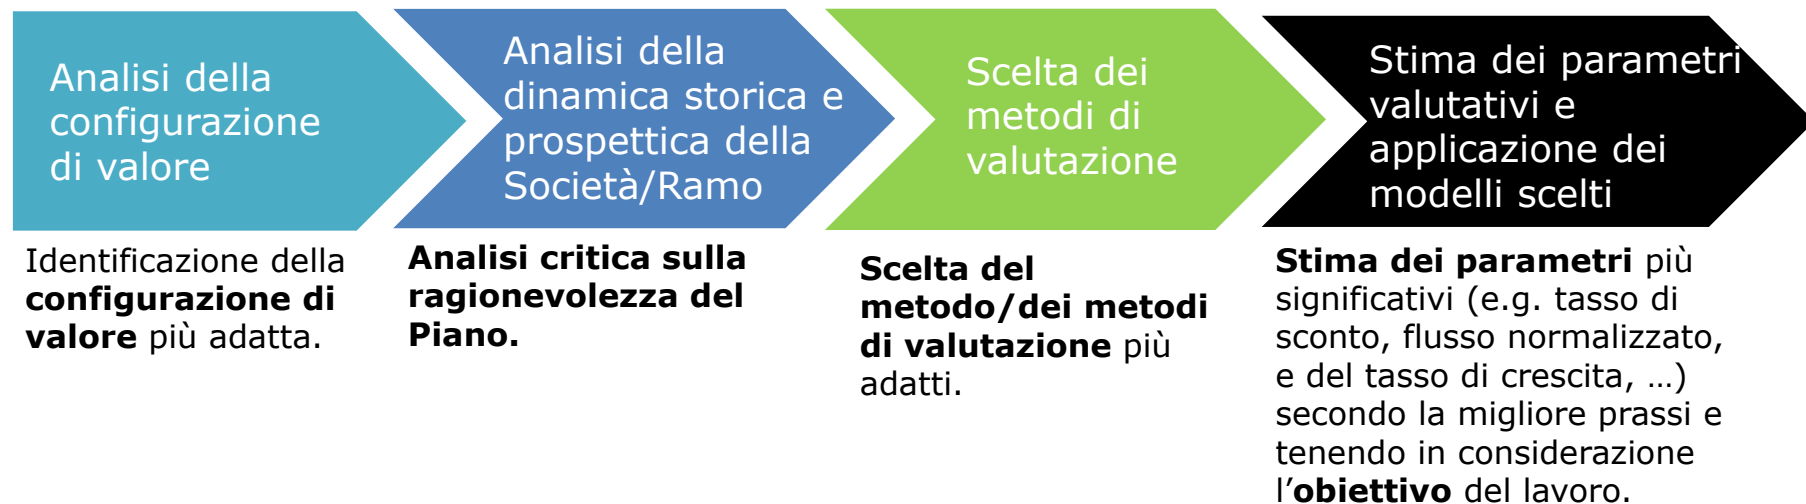 Analisi della
configurazione
di valore
Analisi della
dinamica storica e
prospettica della
Società/Ramo
Scelta dei
metodi di
valutazione
Stima dei parametri
valutativi e
applicazione dei
modelli scelti
Identificazione della
configurazione di
valore più adatta.
Analisi critica sulla
ragionevolezza del
Piano.
Scelta del
metodo/dei metodi
di valutazione più
adatti.
Stima dei parametri più
significativi (e.g. tasso di
sconto, flusso normalizzato,
e del tasso di crescita, …)
secondo la migliore prassi e
tenendo in considerazione
l’obiettivo del lavoro.